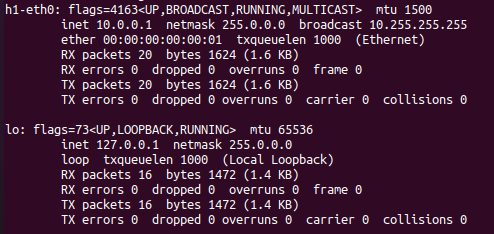 h1-eth0: flags=4163<UP,BROADCAST,RUNNING,MULTICAST>  mtu 1500
        inet 10.0.0.1  netmask 255.0.0.0  broadcast 10.255.255.255
        ether 00:00:00:00:00:01  txqueuelen 1000  (Ethernet)
        RX packets 20  bytes 1624 (1.6 KB)
        RX errors 0  dropped 0  overruns 0  frame 0
        TX packets 20  bytes 1624 (1.6 KB)
        TX errors 0  dropped 0 overruns 0  carrier 0  collisions 0

lo: flags=73<UP,LOOPBACK,RUNNING>  mtu 65536
        inet 127.0.0.1  netmask 255.0.0.0
        loop  txqueuelen 1000  (Local Loopback)
        RX packets 16  bytes 1472 (1.4 KB)
        RX errors 0  dropped 0  overruns 0  frame 0
        TX packets 16  bytes 1472 (1.4 KB)
        TX errors 0  dropped 0 overruns 0  carrier 0  collisions 0